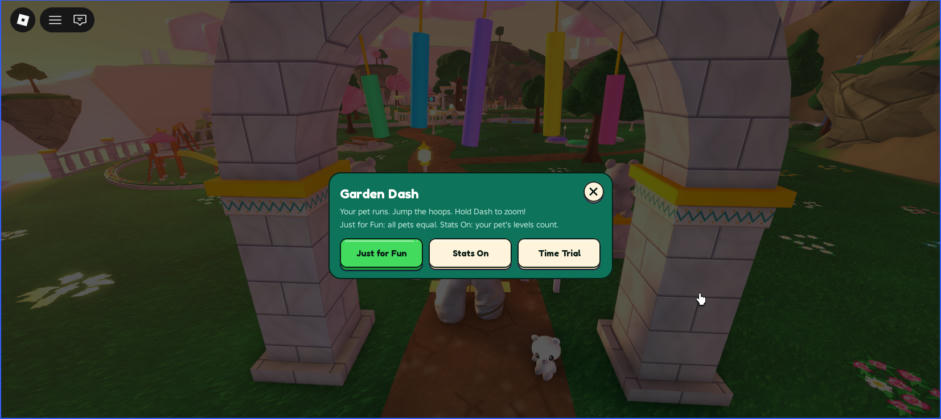 Garden Dash
Your pet runs. Jump the hoops. Hold Dash to zoom!
Just for Fun: all pets equal. Stats On: your pet's levels count.
Just for Fun
Stats On
Time Trial